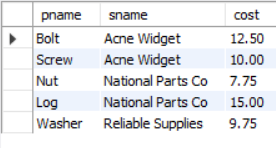 pname sname cost
Bolt Acne Widget 12.50
Screw Acne Widget 10.00
Nut National Parts Co 7.75
Log National Parts Co 15.00
Washer Reliable Supplies 9.75